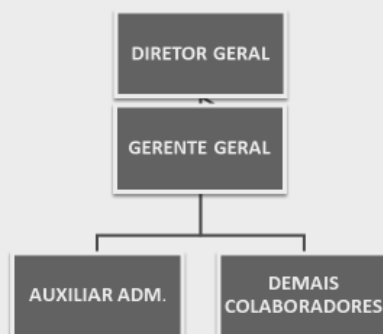 DIRETOR GERAL
GERENTE GERAL
AUXILIAR ADM.
DEMAIS
COLABORADORES